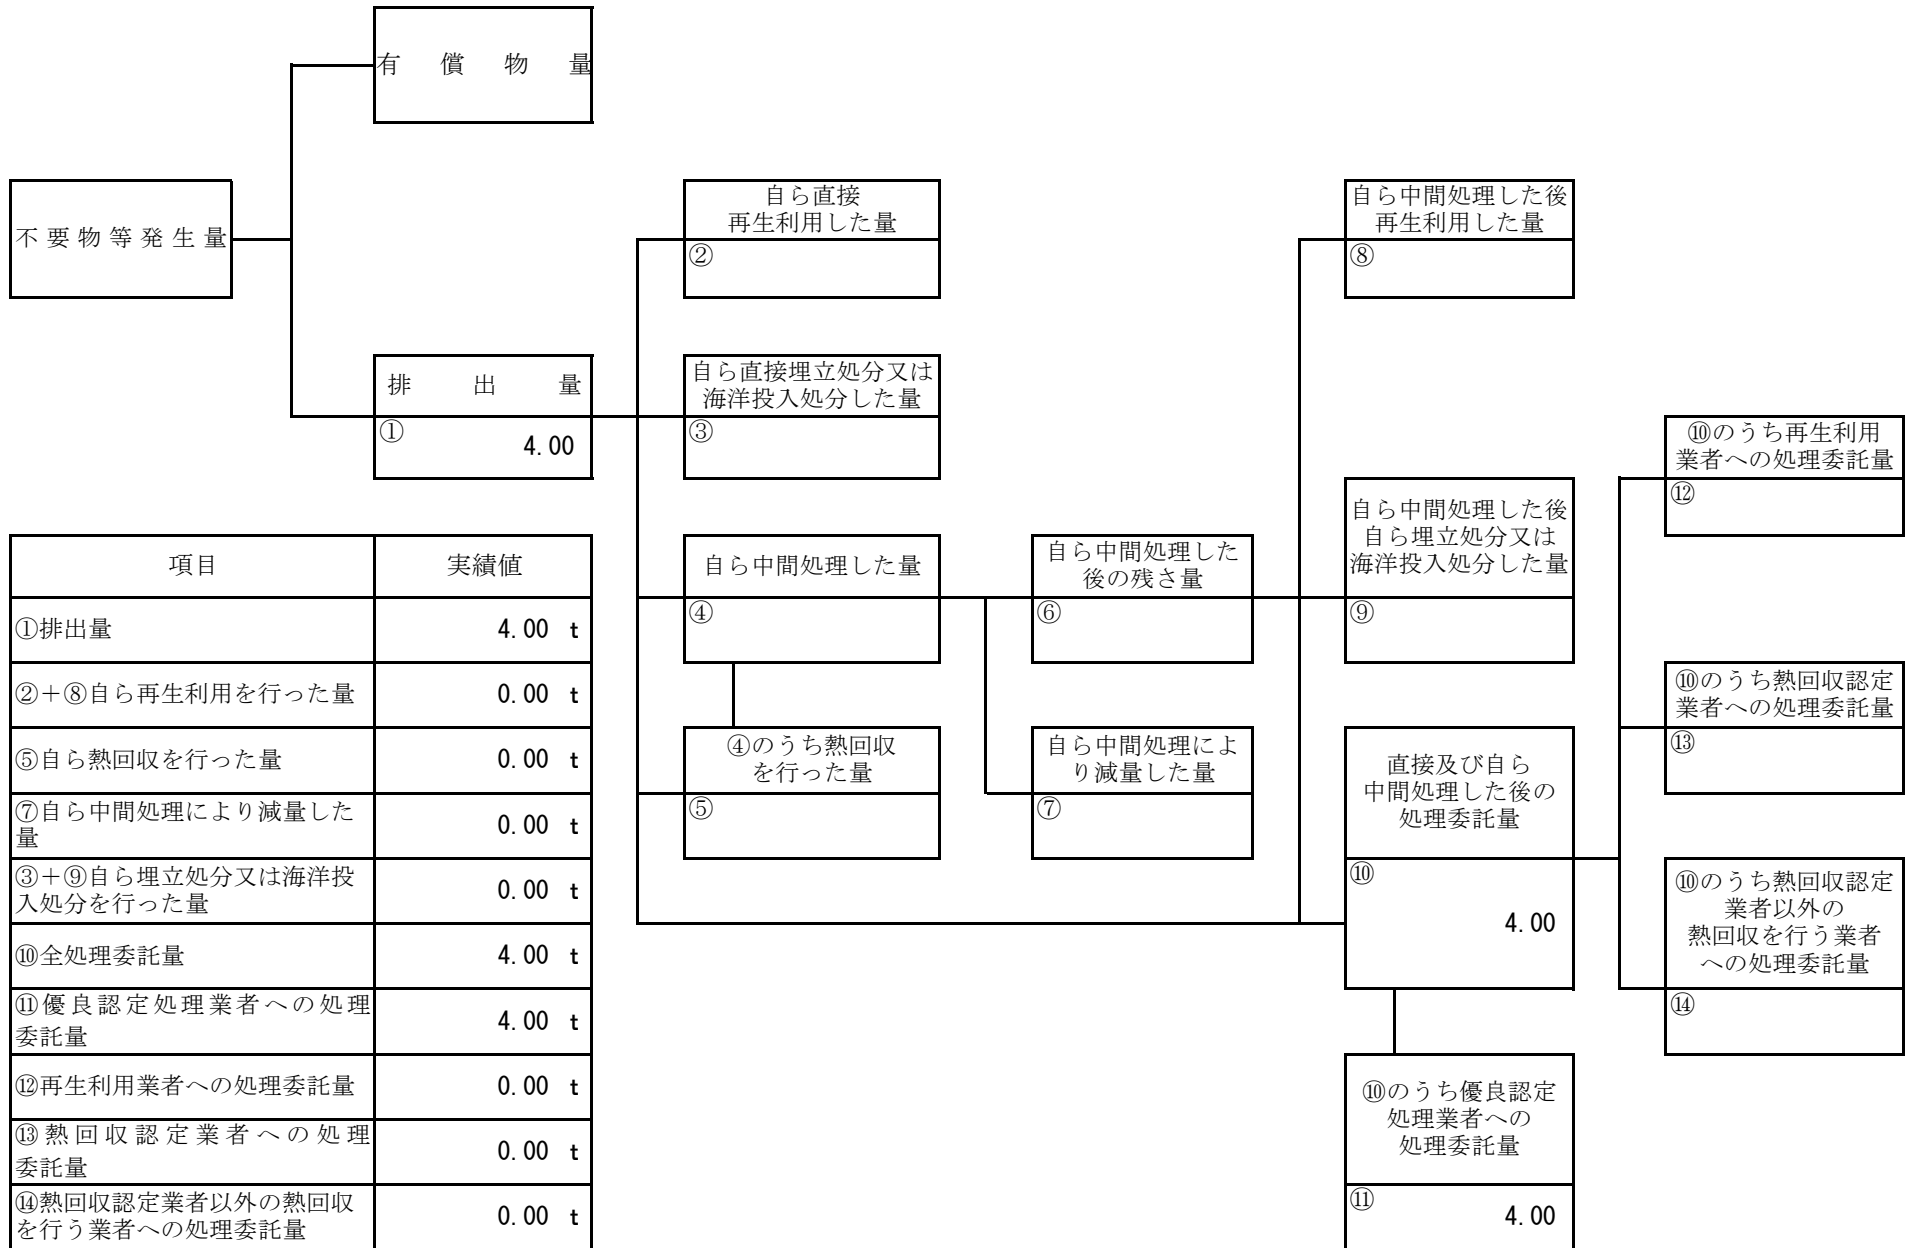 有償物量
不要物等発生量
自ら直接
再生利用した量
②
自ら中間処理した後
再生利用した量
⑧
排出量
①
4.00
自ら直接埋立処分又は
海洋投入処分した量
③
⑩のうち再生利用
業者への処理委託量
⑫
自ら中間処理した量
④
自ら中間処理した
後の残さ量
⑥
自ら中間処理した後
自ら埋立処分又は
海洋投入処分した量
⑨
④のうち熱回収
を行った量
⑤
自ら中間処理によ
り減量した量
⑦
直接及び自ら
中間処理した後の
処理委託量
⑩
4.00
⑩のうち熱回収認定
業者への処理委託量
⑬
⑩のうち熱回収認定
業者以外の
熱回収を行う業者
への処理委託量
⑭
⑩のうち優良認定
処理業者への
処理委託量
⑪
4.00
項目 実績値
①排出量 4.00 t
②+⑧自ら再生利用を行った量 0.00 t
⑤自ら熱回収を行った量 0.00 t
⑦自ら中間処理により減量した
量 0.00 t
③+⑨自ら埋立処分又は海洋投
入処分を行った量 0.00 t
⑩全処理委託量 4.00 t
⑪優良認定処理業者への処理
委託量 4.00 t
⑫再生利用業者への処理委託量 0.00 t
⑬熱回収認定業者への処理
委託量 0.00 t
⑭熱回収認定業者以外の熱回収
を行う業者への処理委託量 0.00 t